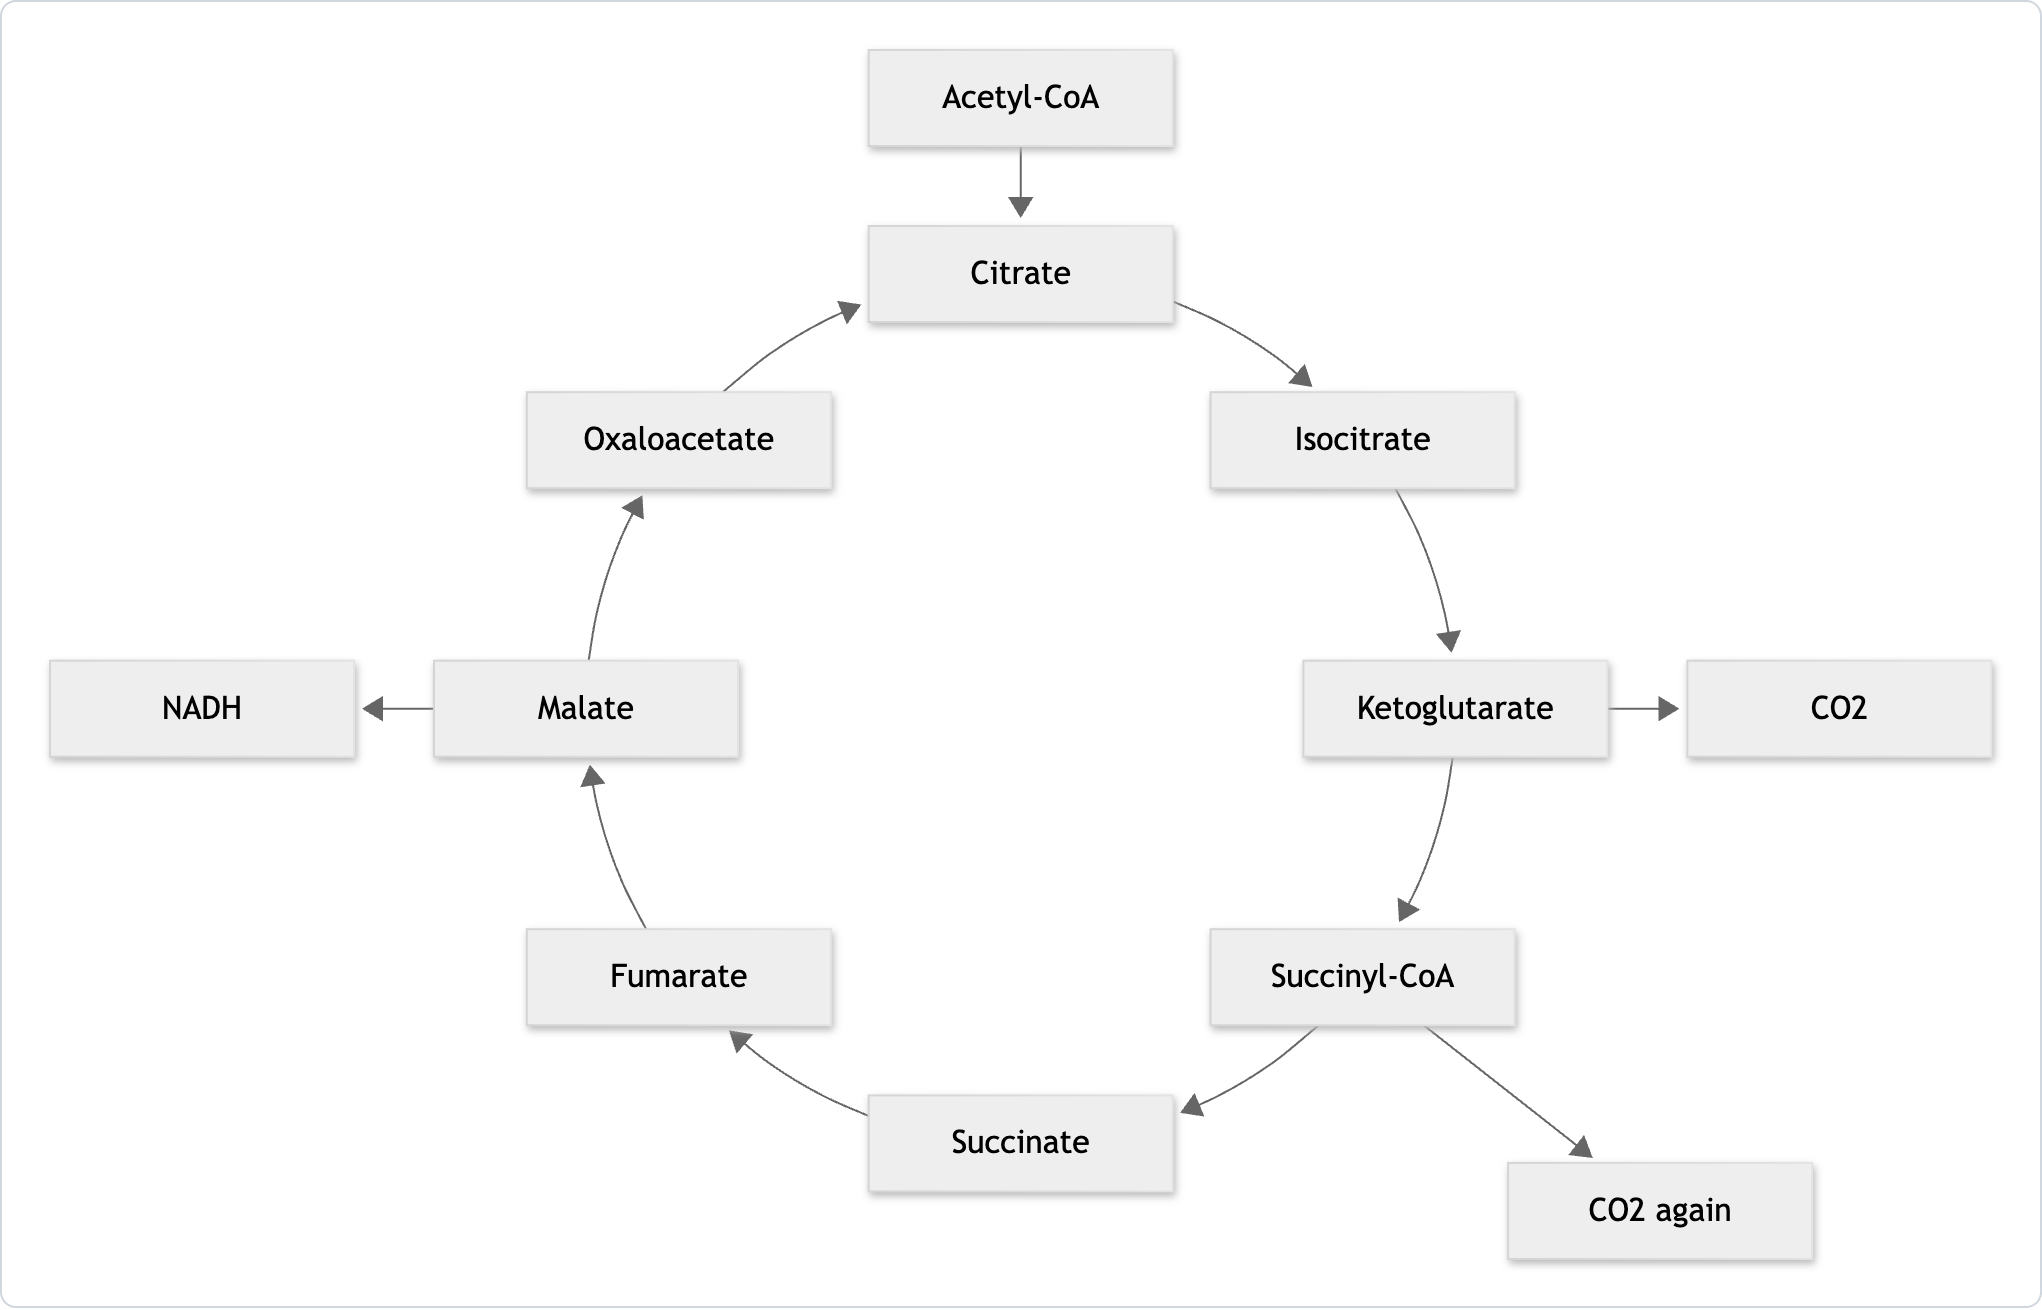 Acetyl-CoA
Citrate
Oxaloacetate
Isocitrate
NADH
Malate
Ketoglutarate
CO2
Fumarate
Succinyl-CoA
Succinate
CO2 again